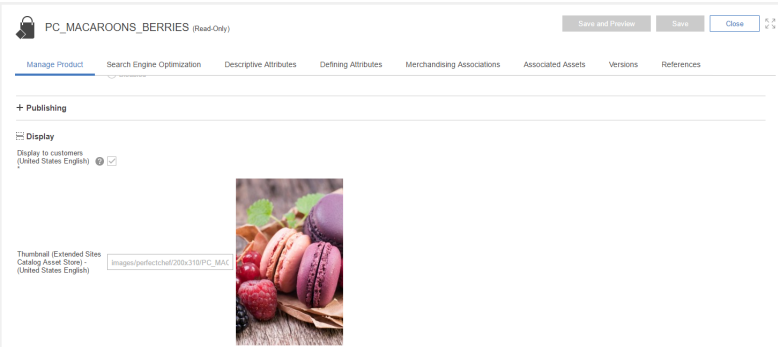 PC_MACAROONS_BERRIES (Read-Only)
Save and Preview
Save
Close
Manage Product
Search Engine Optimization
Descriptive Attributes
Defining Attributes
Merchandising Associations
Associated Assets
Versions
References
+ Publishing
Display
Display to customers
(United States English) ?
*
Thumbnail (Extended Sites
Catalog Asset Store) -
(United States English)
images/perfectchef/200x310/PC_MAC